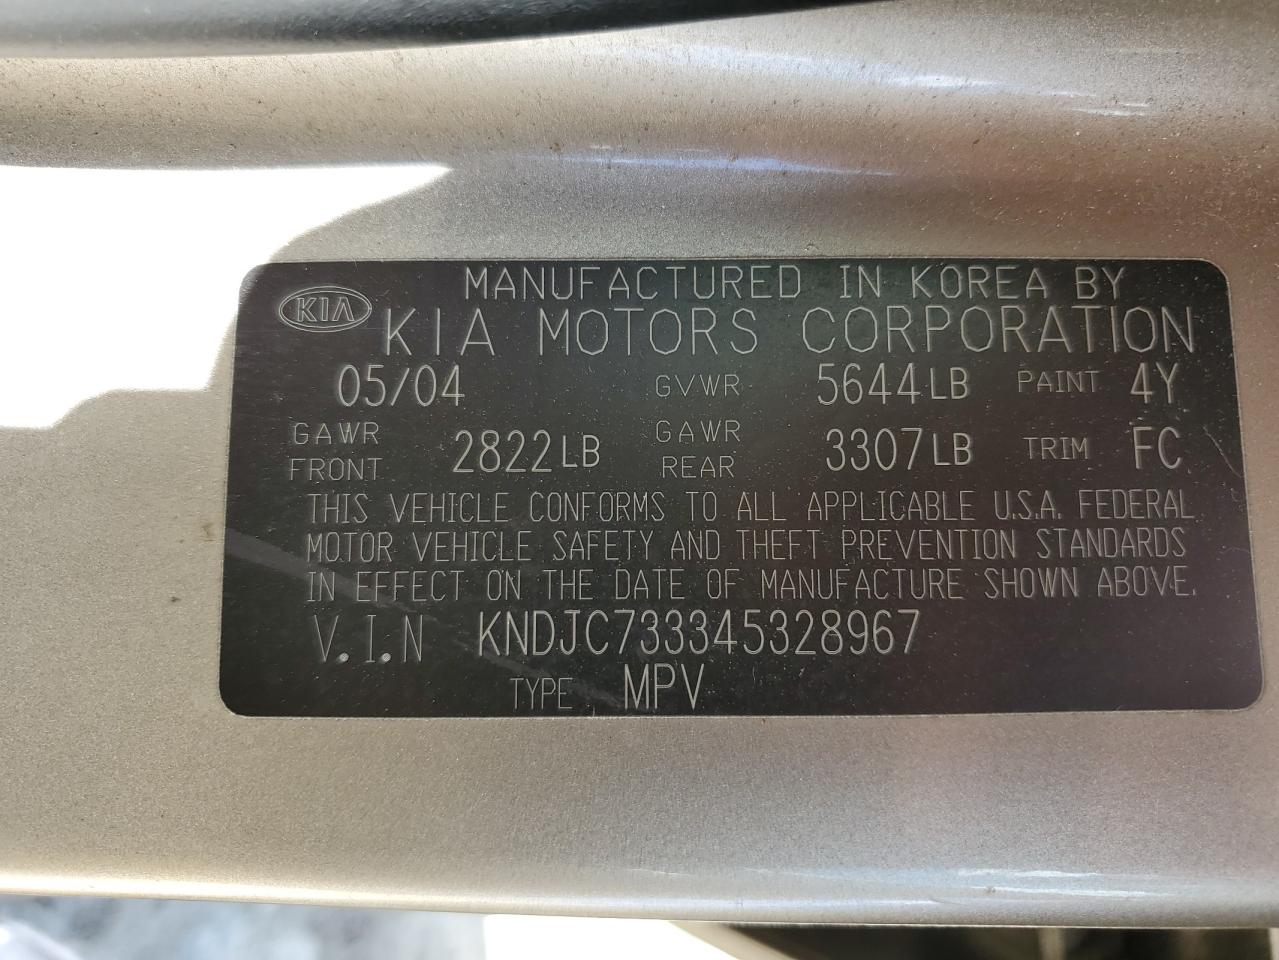 MANUFACTURED IN KOREA BY
KIA KIA MOTORS CORPORATION
05/04 GVWR 5644LB PAINT 4Y
GAWR FRONT 2822LB GAWR REAR 3307LB TRIM FC
THIS VEHICLE CONFORMS TO ALL APPLICABLE U.S.A. FEDERAL
MOTOR VEHICLE SAFETY AND THEFT PREVENTION STANDARDS
IN EFFECT ON THE DATE OF MANUFACTURE SHOWN ABOVE.
V.I.N KNDJC733345328967
TYPE MPV